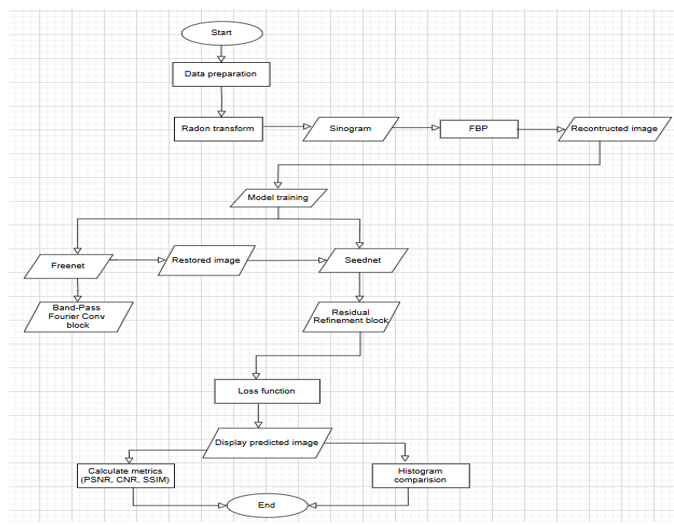 Start
Data preparation
Radon transform
Sinogram
FBP
Recontructed image
Model training
Freenet
Restored image
Seednet
Band-Pass
Fourier Conv
block
Residual
Refinement block
Loss function
Display predicted image
Calculate metrics
(PSNR, CNR, SSIM)
Histogram
comparision
End